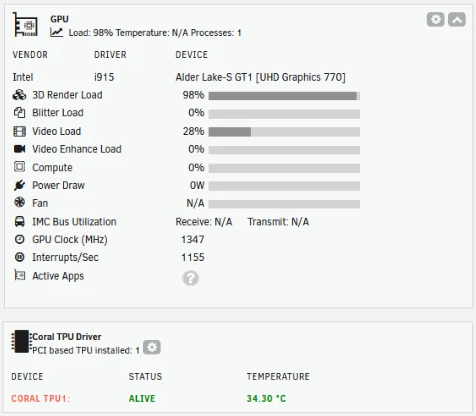 GPU
Load: 98% Temperature: N/A Processes: 1
VENDOR DRIVER DEVICE
Intel i915 Alder Lake-S GT1 [UHD Graphics 770]
3D Render Load 98%
Blitter Load 0%
Video Load 28%
Video Enhance Load 0%
Compute 0%
Power Draw 0W
Fan N/A
IMC Bus Utilization Receive: N/A Transmit: N/A
GPU Clock (MHz) 1347
Interrupts/Sec 1155
Active Apps ?
Coral TPU Driver
PCI based TPU installed: 1
DEVICE STATUS TEMPERATURE
CORAL TPU1: ALIVE 34.30 °C